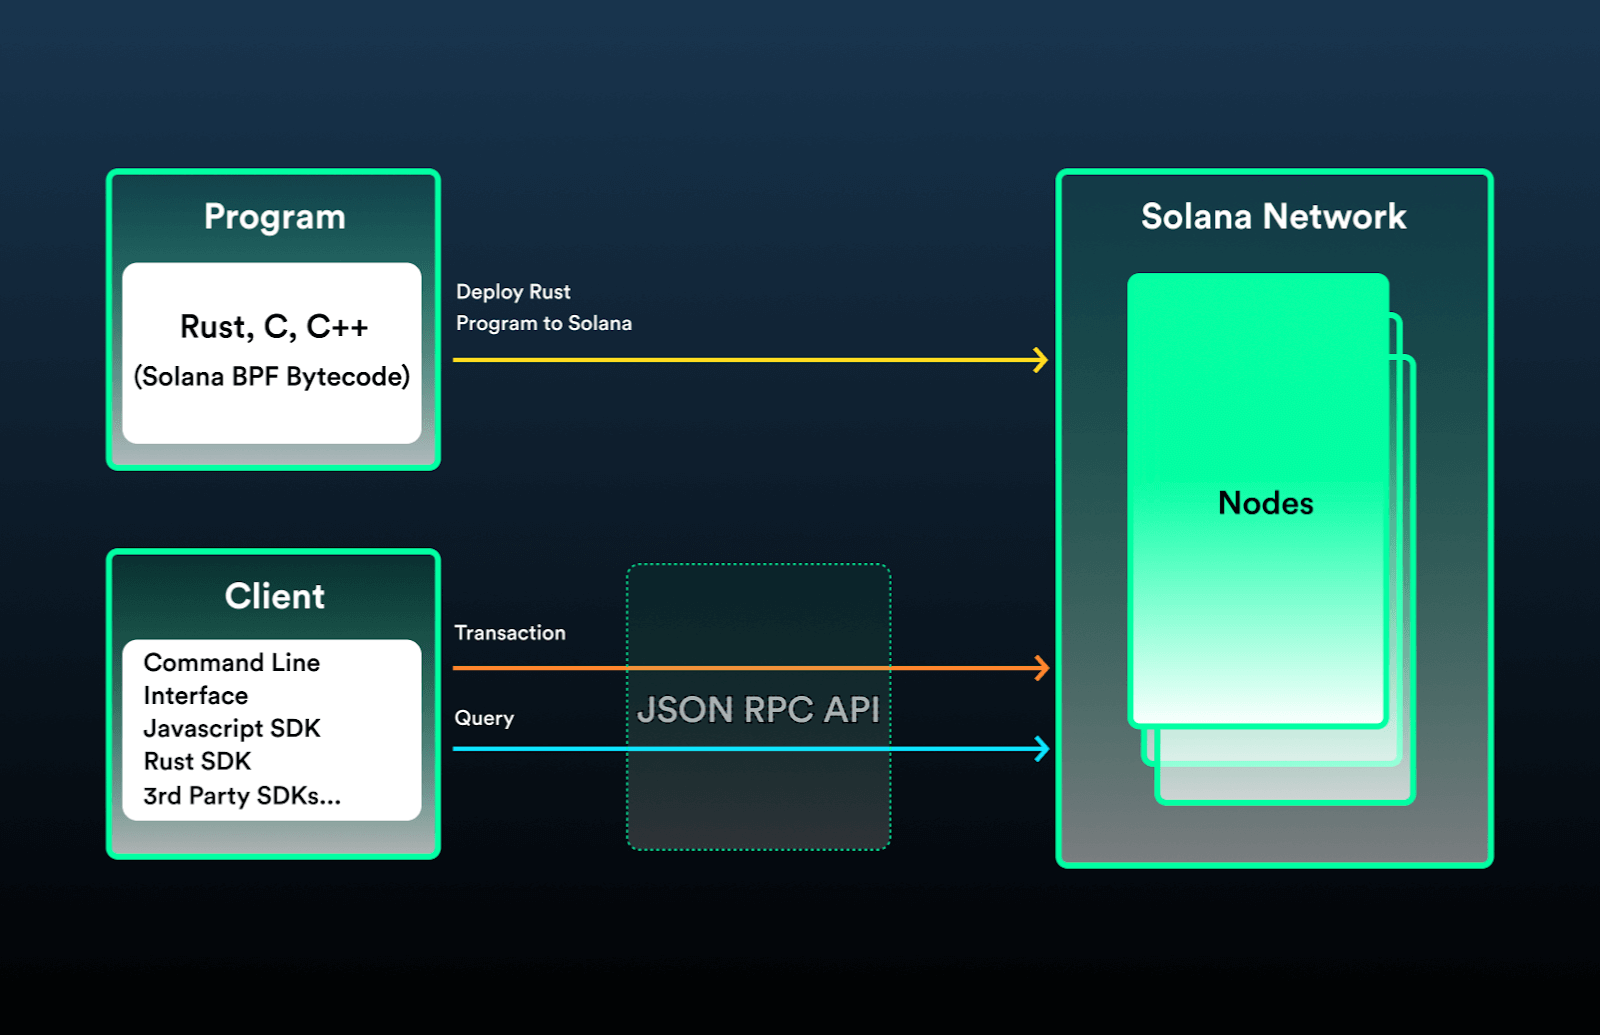 Program
Rust, C, C++
(Solana BPF Bytecode)
Deploy Rust
Program to Solana
Solana Network
Nodes
Client
Command Line
Interface
Javascript SDK
Rust SDK
3rd Party SDKs...
Transaction
Query
JSON RPC API